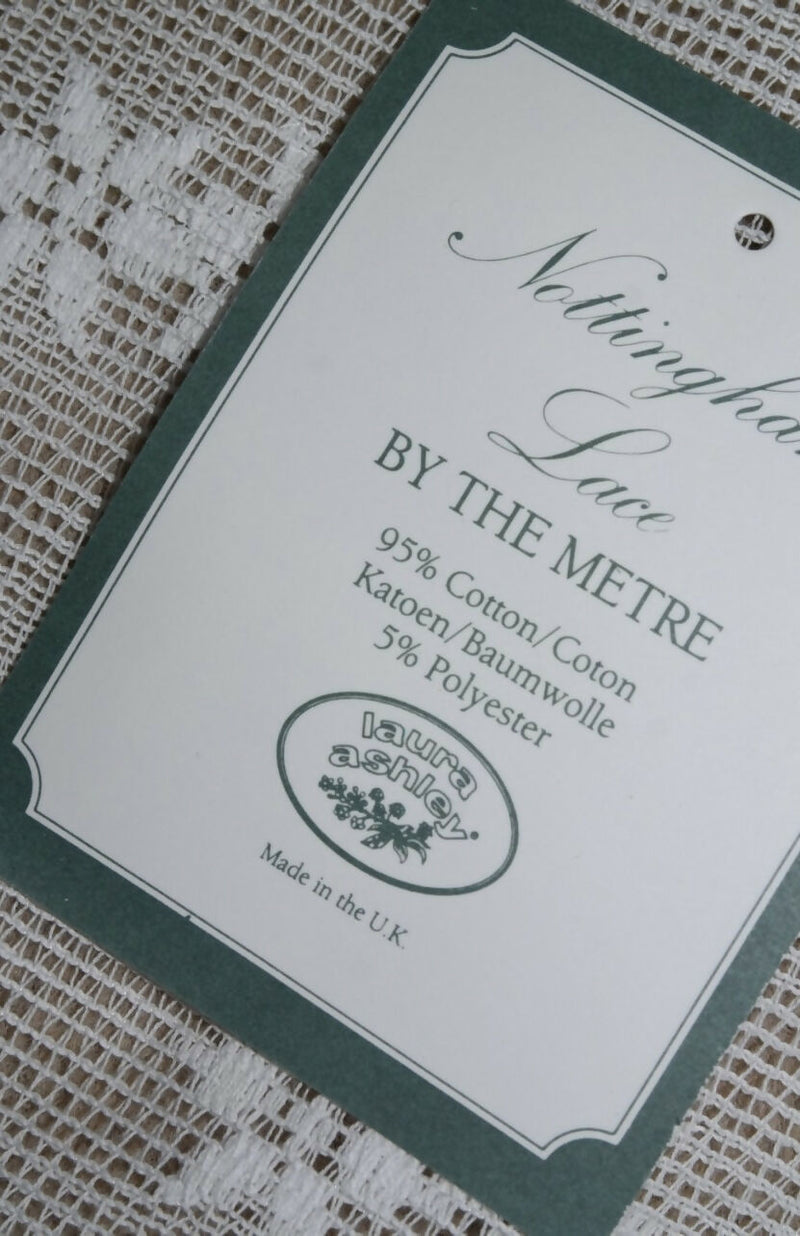 Nottingha
Lace
BY THE METRE
95% Cotton/Coton
Katoen/Baumwolle
5% Polyester
laura
ashley
Made in the U.K.